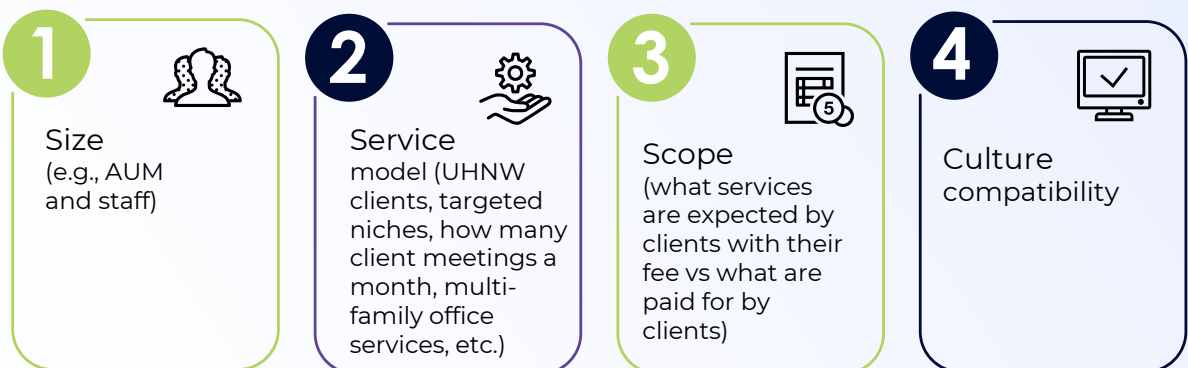 1
Size
(e.g., AUM
and staff)
2
Service
model (UHNW
clients, targeted
niches, how many
client meetings a
month, multi-
family office
services, etc.)
3
5
Scope
(what services
are expected by
clients with their
fee vs what are
paid for by
clients)
4
Culture
compatibility